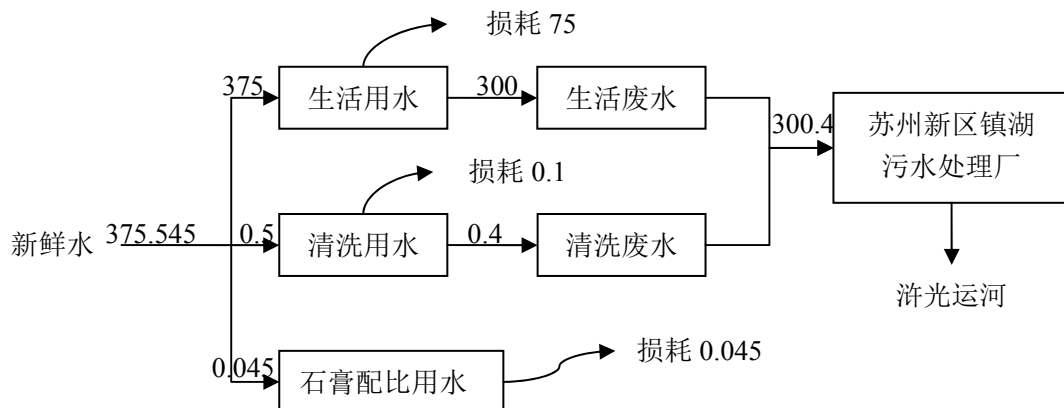 损耗 75
375
生活用水
300
生活废水
300.4
苏州新区镇湖
污水处理厂
损耗 0.1
新鲜水
375.545
0.5
清洗用水
0.4
清洗废水
浒光运河
0.045
石膏配比用水
损耗 0.045